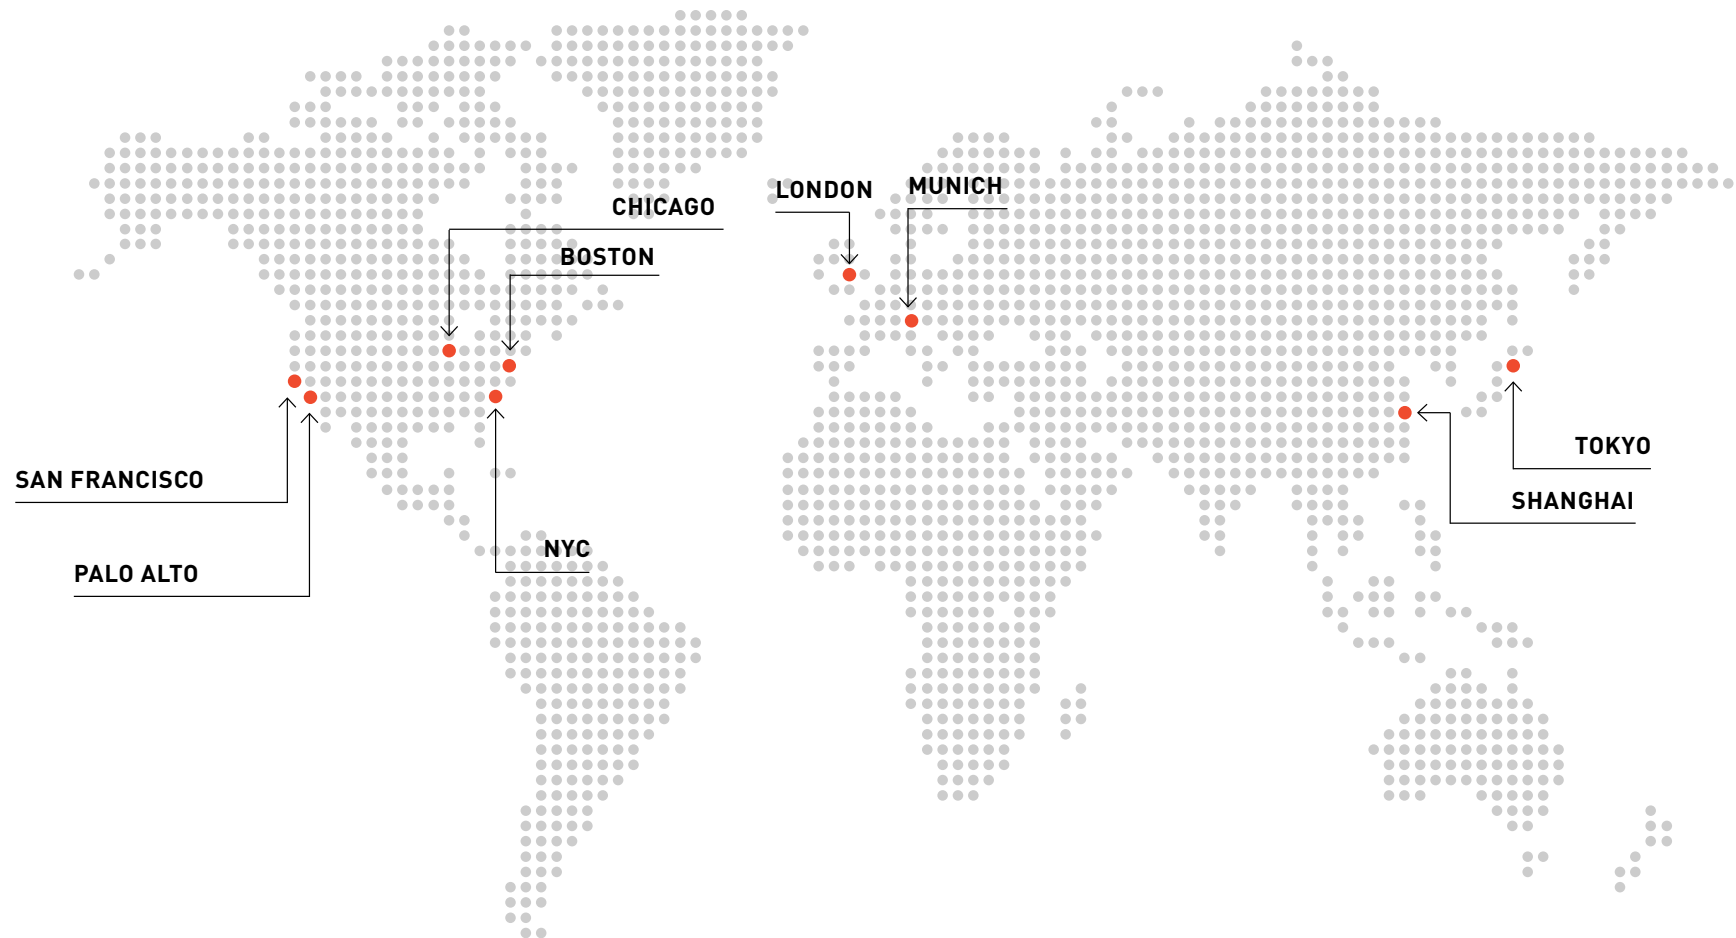 LONDON
MUNICH
CHICAGO
BOSTON
TOKYO
SAN FRANCISCO
SHANGHAI
NYC
PALO ALTO